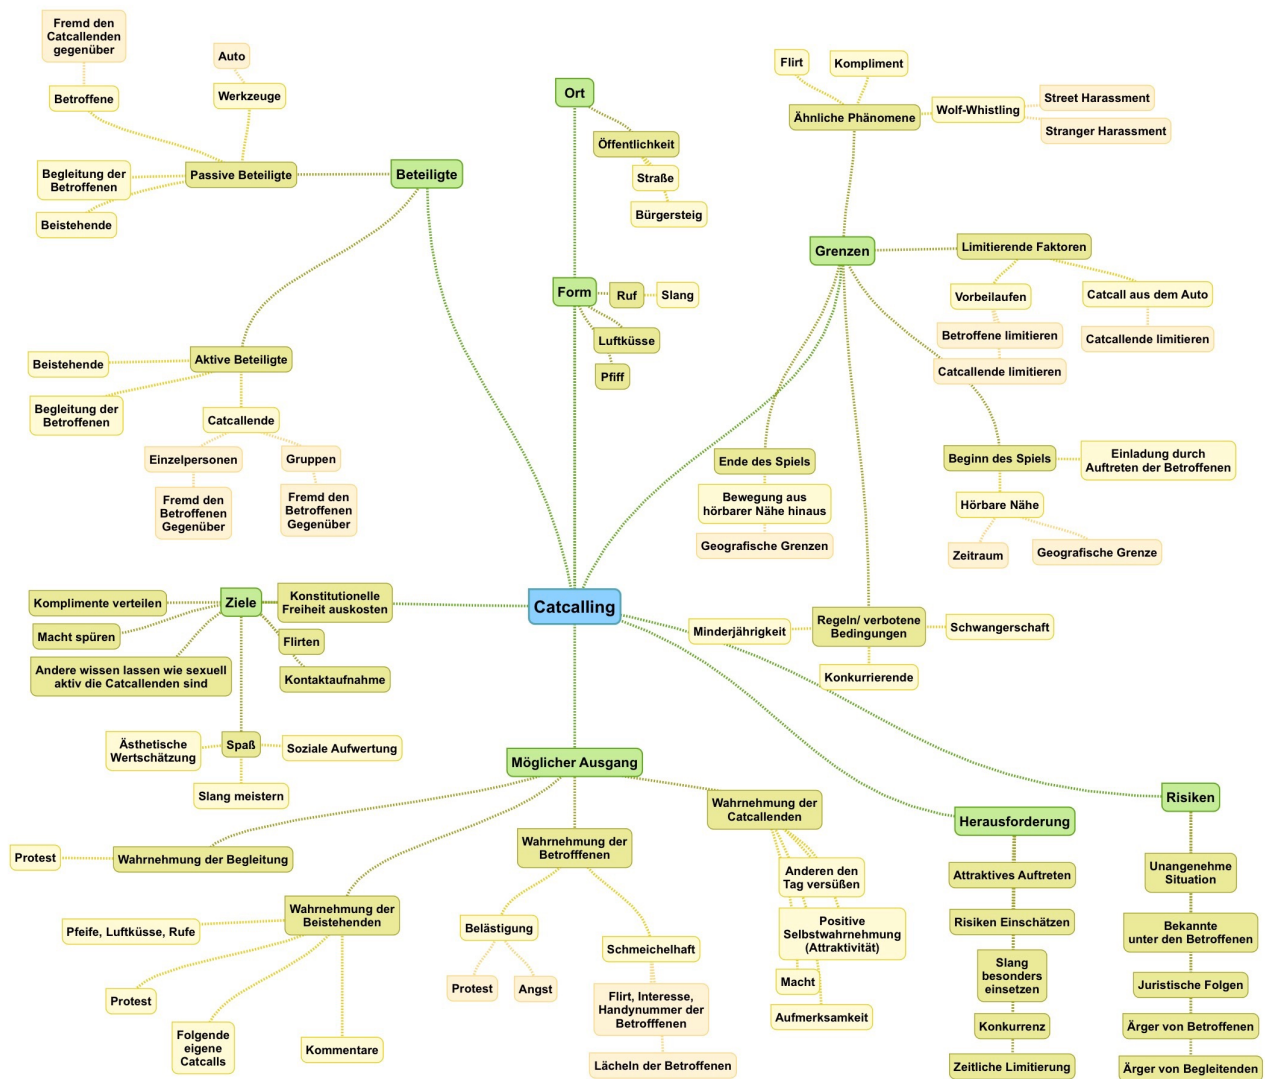 Fremd den
Catcallenden
gegenüber
Auto
Betroffene
Werkzeuge
Begleitung der
Betroffenen
Passive Beteiligte
Beteiligte
Beistehende
Aktive Beteiligte
Beistehende
Begleitung der
Betroffenen
Catcallende
Einzelpersonen
Gruppen
Fremd den
Betroffenen
Gegenüber
Fremd den
Betroffenen
Gegenüber
Ort
Öffentlichkeit
Straße
Bürgersteig
Form
Ruf
Slang
Luftküsse
Pfiff
Flirt
Kompliment
Ähnliche Phänomene
Wolf-Whistling
Street Harassment
Stranger Harassment
Grenzen
Limitierende Faktoren
Vorbeilaufen
Catcall aus dem Auto
Betroffene limitieren
Catcallende limitieren
Catcallende limitieren
Ende des Spiels
Bewegung aus
hörbarer Nähe hinaus
Geografische Grenzen
Beginn des Spiels
Einladung durch
Auftreten der Betroffenen
Hörbare Nähe
Zeitraum
Geografische Grenze
Catcalling
Minderjährigkeit
Regeln/ verbotene
Bedingungen
Schwangerschaft
Konkurrierende
Komplimente verteilen
Ziele
Konstitutionelle
Freiheit auskosten
Macht spüren
Flirten
Andere wissen lassen wie sexuell
aktiv die Catcallenden sind
Kontaktaufnahme
Ästhetische
Wertschätzung
Spaß
Soziale Aufwertung
Slang meistern
Möglicher Ausgang
Protest
Wahrnehmung der Begleitung
Wahrnehmung der
Beistehenden
Pfeife, Luftküsse, Rufe
Protest
Folgende
eigene
Catcalls
Kommentare
Wahrnehmung der
Betrofffenen
Belästigung
Protest
Angst
Schmeichelhaft
Flirt, Interesse,
Handynummer der
Betrofffenen
Lächeln der Betroffenen
Wahrnehmung der
Catcallenden
Anderen den
Tag versüßen
Positive
Selbstwahrnehmung
(Attraktivität)
Macht
Aufmerksamkeit
Herausforderung
Attraktives Auftreten
Risiken Einschätzen
Slang
besonders
einsetzen
Konkurrenz
Zeitliche Limitierung
Risiken
Unangenehme
Situation
Bekannte
unter den Betroffenen
Juristische Folgen
Ärger von Betroffenen
Ärger von Begleitenden